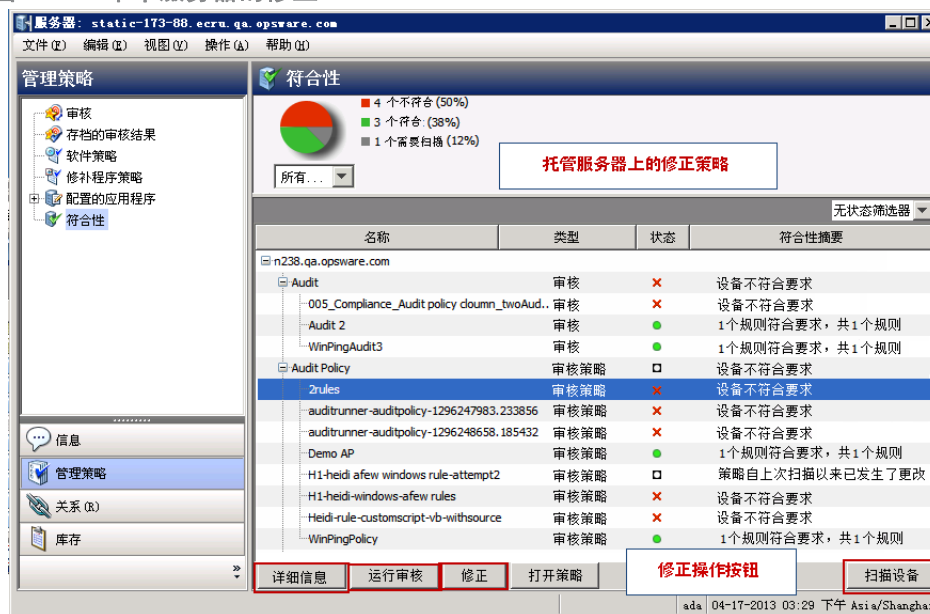 服务器: static-173-88.ecru.qa.opsware.com
文件(F) 编辑(E) 视图(V) 操作(A) 帮助(H)
管理策略
审核
存档的审核结果
软件策略
修补程序策略
配置的应用程序
符合性
信息
管理策略
关系(R)
库存
符合性
4 个不符合(50%)
3 个符合:(38%)
1 个需要扫描(12%)
所有...
托管服务器上的修正策略
无状态筛选器
名称 类型 状态 符合性摘要
n238.qa.opsware.com
Audit 审核 设备不符合要求
005_Compliance_Audit policy cloumn_twoAud.. 审核 设备不符合要求
Audit 2 审核 1个规则符合要求，共1个规则
WinPingAudit3 审核 1个规则符合要求，共1个规则
Audit Policy 审核策略 设备不符合要求
2rules 审核策略 设备不符合要求
auditrunner-auditpolicy-1296247983.233856 审核策略 设备不符合要求
auditrunner-auditpolicy-1296248658.185432 审核策略 设备不符合要求
Demo AP 审核策略 1个规则符合要求，共1个规则
H1-heidi afew windows rule-attempt2 审核策略 策略自上次扫描以来已发生了更改
H1-heidi-windows-afew rules 审核策略 设备不符合要求
Heidi-rule-customscript-vb-withsource 审核策略 设备不符合要求
WinPingPolicy 审核策略 1个规则符合要求，共1个规则
详细信息 运行审核 修正 打开策略 修正操作按钮 扫描设备
ada 04-17-2013 03:29 下午 Asia/Shanghai